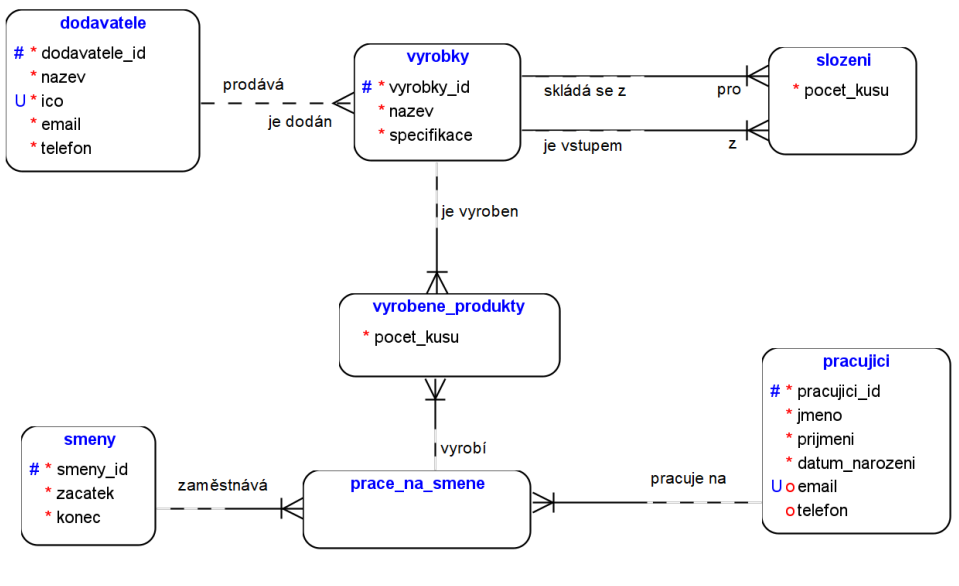 dodavatele
# * dodavatele_id
* nazev
U * ico
* email
* telefon
prodává
je dodán
vyrobky
# * vyrobky_id
* nazev
* specifikace
skládá se z
pro
je vstupem
z
slozeni
* pocet_kusu
je vyroben
vyrobene_produkty
* pocet_kusu
vyrobí
smeny
# * smeny_id
* zacatek
* konec
zaměstnává
prace_na_smene
pracuje na
pracujici
# * pracujici_id
* jmeno
* prijmeni
* datum_narozeni
U o email
o telefon